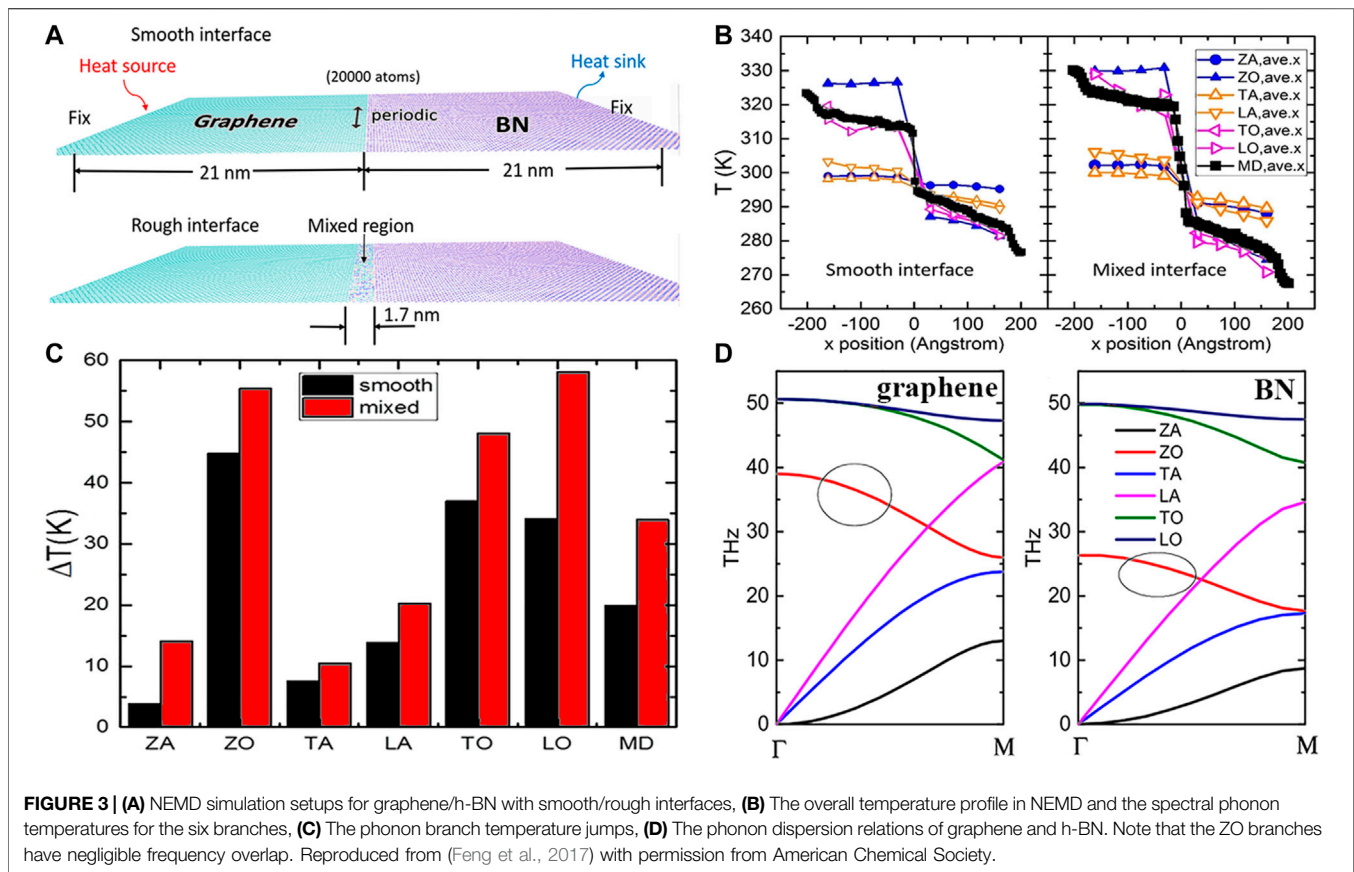 A
Smooth interface
Heat source
(20000 atoms)
Heat sink
Fix
Graphene
periodic
BN
Fix
21 nm
21 nm
Rough interface
Mixed region
1.7 nm
B
T (K)
340
330
320
310
300
290
280
270
260
Smooth interface
Mixed interface
ZA,ave.x
ZO,ave.x
TA,ave.x
LA,ave.x
TO,ave.x
LO,ave.x
MD,ave.x
-200 -100 0 100 200
-200 -100 0 100 200
x position (Angstrom)
x position (Angstrom)
C
ΔT(K)
60
50
40
30
20
10
0
smooth
mixed
ZA ZO TA LA TO LO MD
D
graphene
THz
50
40
30
20
10
0
Γ M
BN
THz
50
40
30
20
10
0
ZA
ZO
TA
LA
TO
LO
Γ M
FIGURE 3 | (A) NEMD simulation setups for graphene/h-BN with smooth/rough interfaces, (B) The overall temperature profile in NEMD and the spectral phonon
temperatures for the six branches, (C) The phonon branch temperature jumps, (D) The phonon dispersion relations of graphene and h-BN. Note that the ZO branches
have negligible frequency overlap. Reproduced from (Feng et al., 2017) with permission from American Chemical Society.